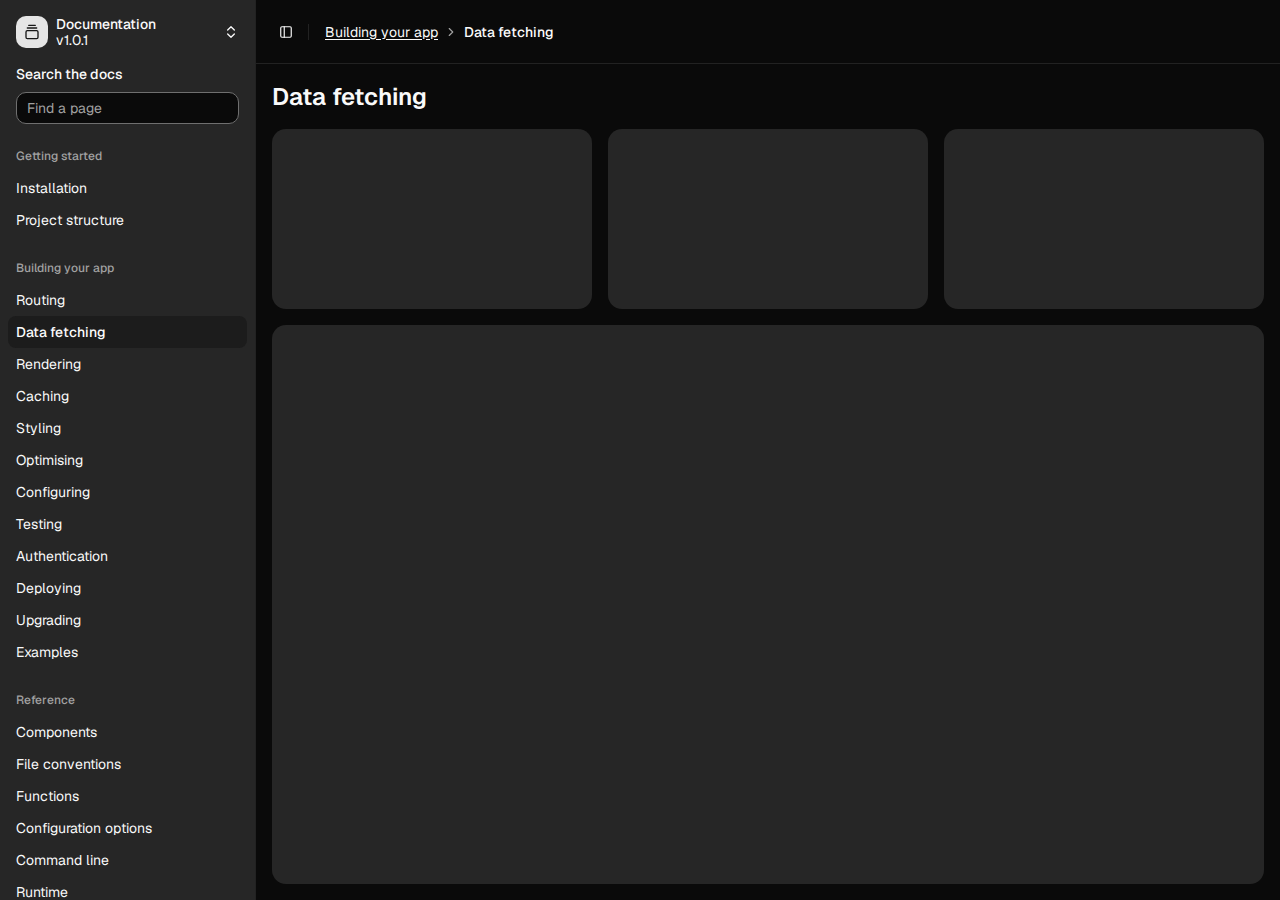 Documentation
v1.0.1
Search the docs
Find a page
Getting started
Installation
Project structure
Building your app
Routing
Data fetching
Rendering
Caching
Styling
Optimising
Configuring
Testing
Authentication
Deploying
Upgrading
Examples
Reference
Components
File conventions
Functions
Configuration options
Command line
Runtime
Building your app > Data fetching
Data fetching